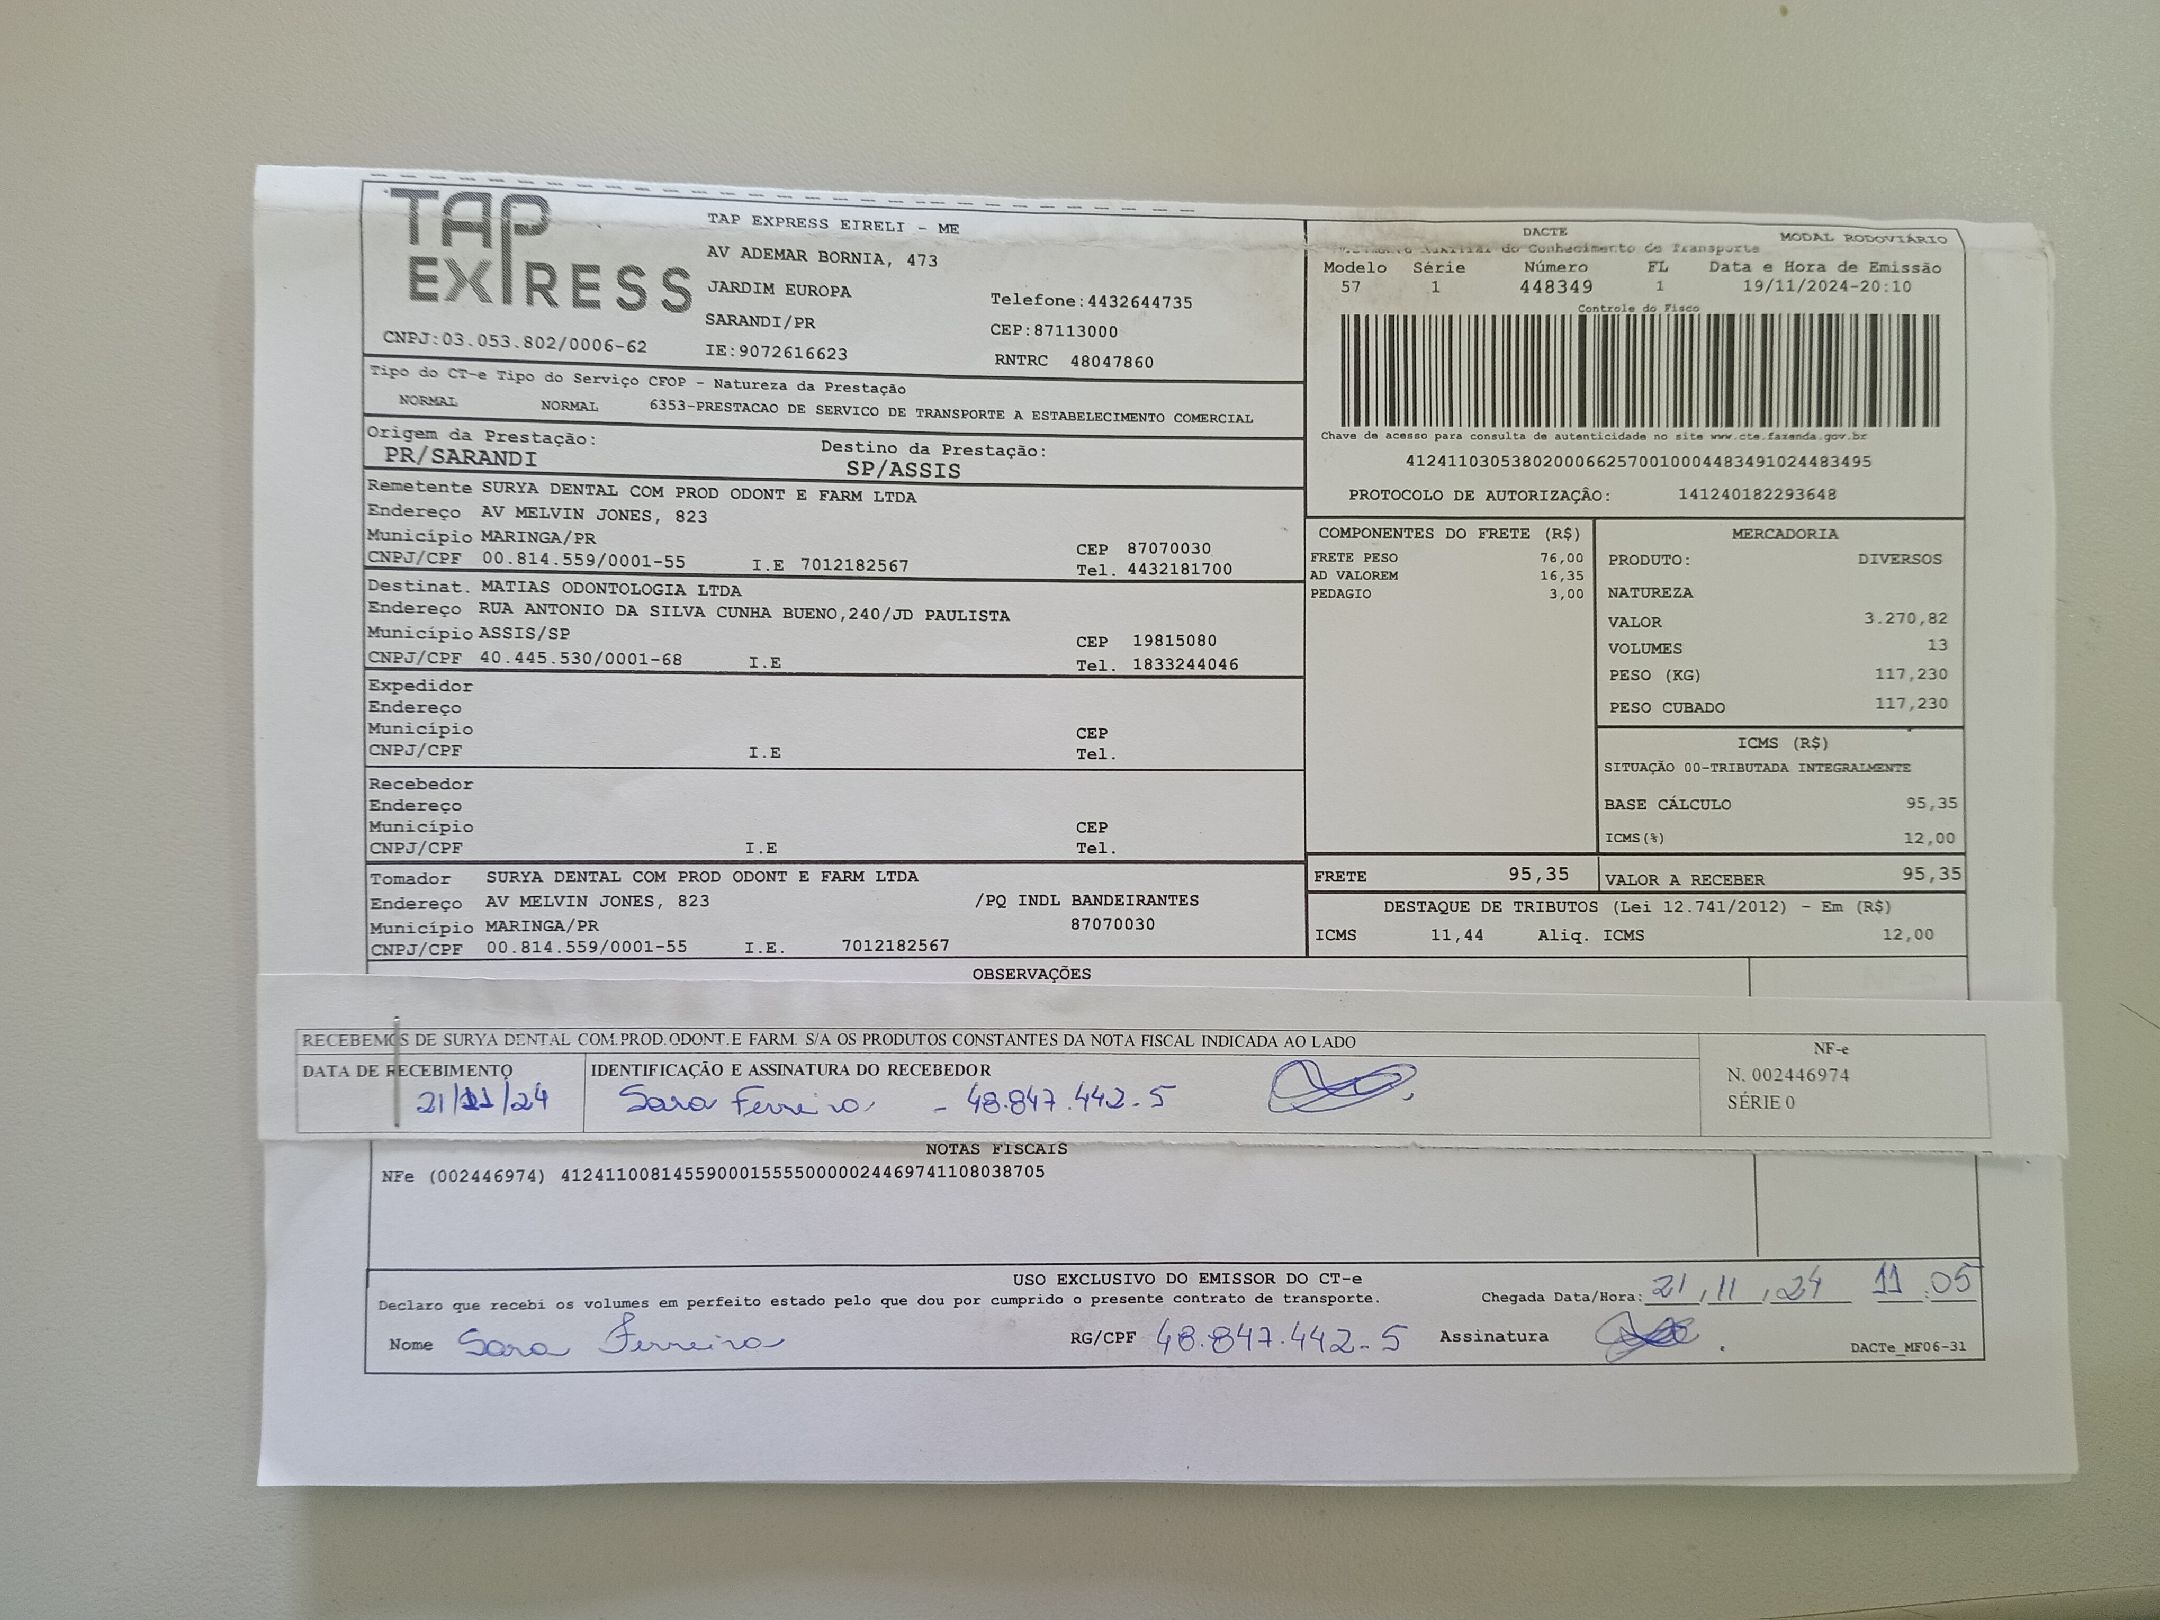 TAP
EXPRESS
CNPJ:03.053.802/0006-62
TAP EXPRESS EIRELI - ME
AV ADEMAR BORNIA, 473
JARDIM EUROPA
SARANDI/PR
IE:9072616623
Telefone:4432644735
CEP:87113000
RNTRC 48047860
Tipo do CT-e Tipo do Serviço CFOP - Natureza da Prestação
NORMAL NORMAL 6353-PRESTACAO DE SERVICO DE TRANSPORTE A ESTABELECIMENTO COMERCIAL
Origem da Prestação: Destino da Prestação:
PR/SARANDI SP/ASSIS
Remetente SURYA DENTAL COM PROD ODONT E FARM LTDA
Endereço AV MELVIN JONES, 823
Município MARINGA/PR CEP 87070030
CNPJ/CPF 00.814.559/0001-55 I.E 7012182567 Tel. 4432181700
Destinat. MATIAS ODONTOLOGIA LTDA
Endereço RUA ANTONIO DA SILVA CUNHA BUENO,240/JD PAULISTA
Município ASSIS/SP CEP 19815080
CNPJ/CPF 40.445.530/0001-68 I.E Tel. 1833244046
Expedidor
Endereço
Município CEP
CNPJ/CPF I.E Tel.
Recebedor
Endereço
Município CEP
CNPJ/CPF I.E Tel.
Tomador SURYA DENTAL COM PROD ODONT E FARM LTDA
Endereço AV MELVIN JONES, 823 /PQ INDL BANDEIRANTES
Município MARINGA/PR 87070030
CNPJ/CPF 00.814.559/0001-55 I.E. 7012182567
DACTE MODAL RODOVIÁRIO
do Conhecimento de Transporte
Modelo Série Número FL Data e Hora de Emissão
57 1 448349 1 19/11/2024-20:10
Controle do Fisco
Chave de acesso para consulta de autenticidade no site www.cte.fazenda.gov.br
41241103053802000662570010004483491024483495
PROTOCOLO DE AUTORIZAÇÃO: 141240182293648
COMPONENTES DO FRETE (R$)
FRETE PESO 76,00
AD VALOREM 16,35
PEDAGIO 3,00
MERCADORIA
PRODUTO: DIVERSOS
NATUREZA
VALOR 3.270,82
VOLUMES 13
PESO (KG) 117,230
PESO CUBADO 117,230
ICMS (R$)
SITUAÇÃO 00-TRIBUTADA INTEGRALMENTE
BASE CÁLCULO 95,35
ICMS(%) 12,00
FRETE 95,35 VALOR A RECEBER 95,35
DESTAQUE DE TRIBUTOS (Lei 12.741/2012) - Em (R$)
ICMS 11,44 Aliq. ICMS 12,00
OBSERVAÇÕES
RECEBEMOS DE SURYA DENTAL COM.PROD.ODONT.E FARM. S/A OS PRODUTOS CONSTANTES DA NOTA FISCAL INDICADA AO LADO
DATA DE RECEBIMENTO IDENTIFICAÇÃO E ASSINATURA DO RECEBEDOR
21/11/24 Sara Ferreira - 48.847.442-5
NF-e
N. 002446974
SÉRIE 0
NOTAS FISCAIS
NFe (002446974) 41241100814559000155550000024469741108038705
USO EXCLUSIVO DO EMISSOR DO CT-e
Declaro que recebi os volumes em perfeito estado pelo que dou por cumprido o presente contrato de transporte. Chegada Data/Hora: 21/11/24 11:05
Nome Sara Ferreira RG/CPF 48.847.442-5 Assinatura
DACTe_MF06-31